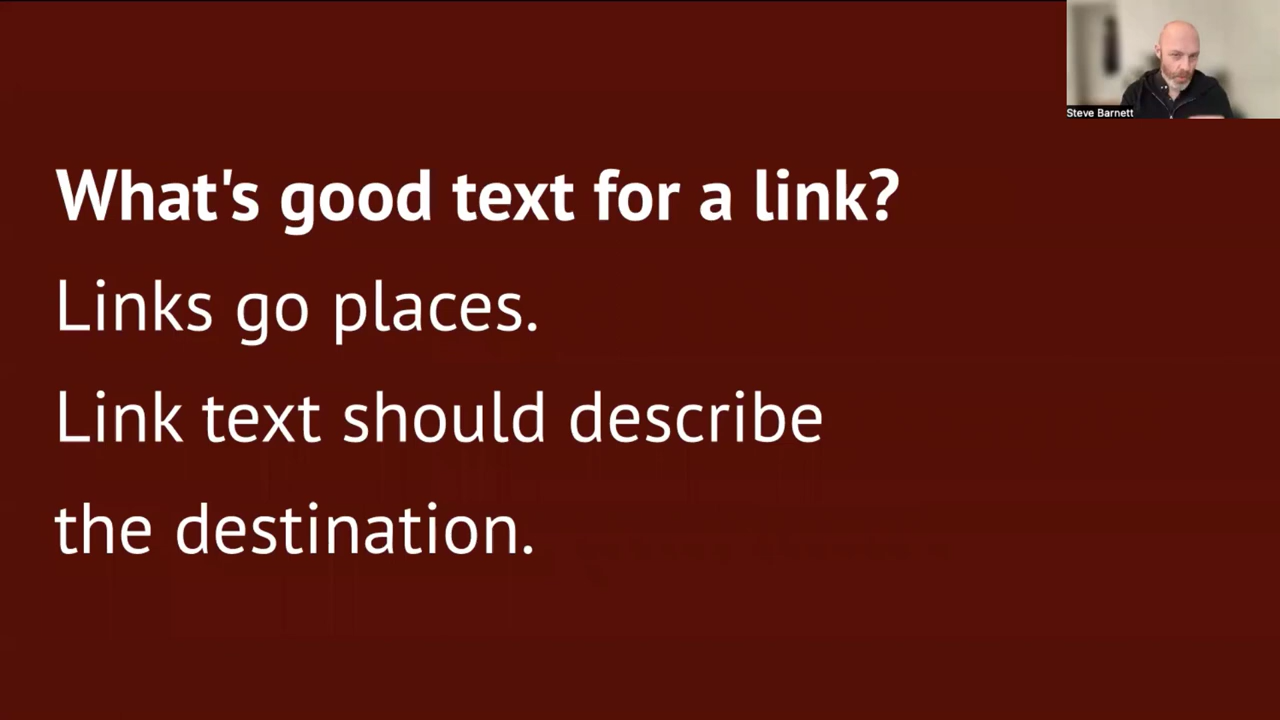 What's good text for a link?
Links go places.
Link text should describe
the destination.
Steve Barnett